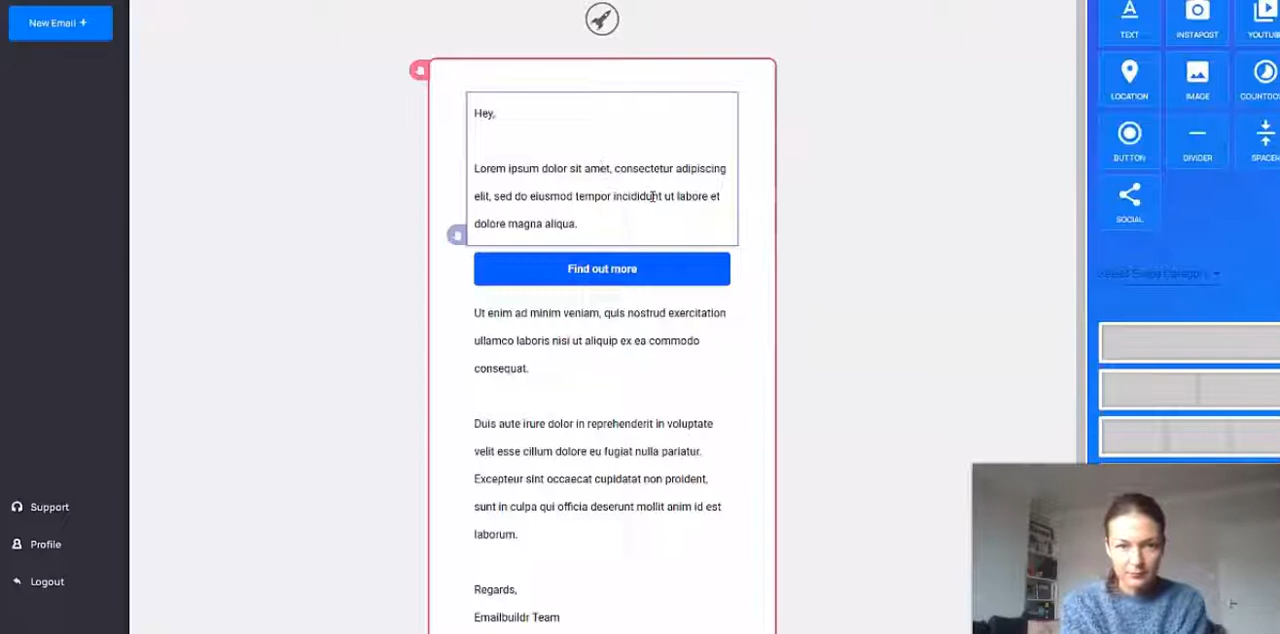 New Email +
Support
Profile
Logout
Hey,
Lorem ipsum dolor sit amet, consectetur adipiscing
elit, sed do eiusmod tempor incididunt ut labore et
dolore magna aliqua.
Find out more
Ut enim ad minim veniam, quis nostrud exercitation
ullamco laboris nisi ut aliquip ex ea commodo
consequat.
Duis aute irure dolor in reprehenderit in voluptate
velit esse cillum dolore eu fugiat nulla pariatur.
Excepteur sint occaecat cupidatat non proident,
sunt in culpa qui officia deserunt mollit anim id est
laborum.
Regards,
Emailbuildr Team
TEXT
INSTAPOST
YOUTUB
LOCATION
IMAGE
COUNTDO
BUTTON
DIVIDER
SPACER
SOCIAL
Category